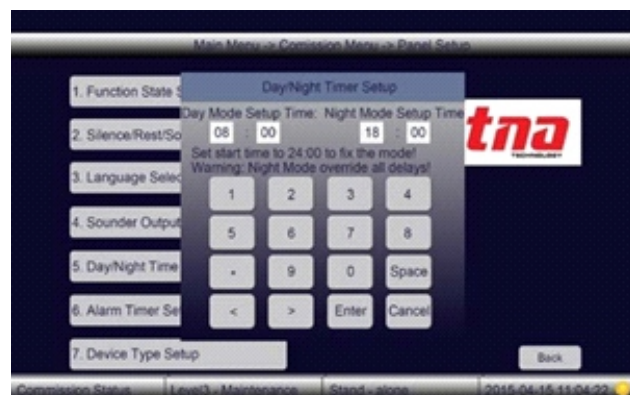 Main Menu -> Comission Menu -> Panel Setup
Day/Night Timer Setup
Day Mode Setup Time: Night Mode Setup Time
08 : 00 18 : 00
Set start time to 24:00 to fix the mode!
Warning: Night Mode override all delays!
1 2 3 4
5 6 7 8
9 0 Space
< > Enter Cancel
1. Function State S
2. Silence/Rest/So
3. Language Selec
4. Sounder Output
5. Day/Night Time
6. Alarm Timer Set
7. Device Type Setup
tna
TECHNOLOGY
Back
Commission Status Level3 - Maintenance Stand - alone 2015-04-15 11:04:22